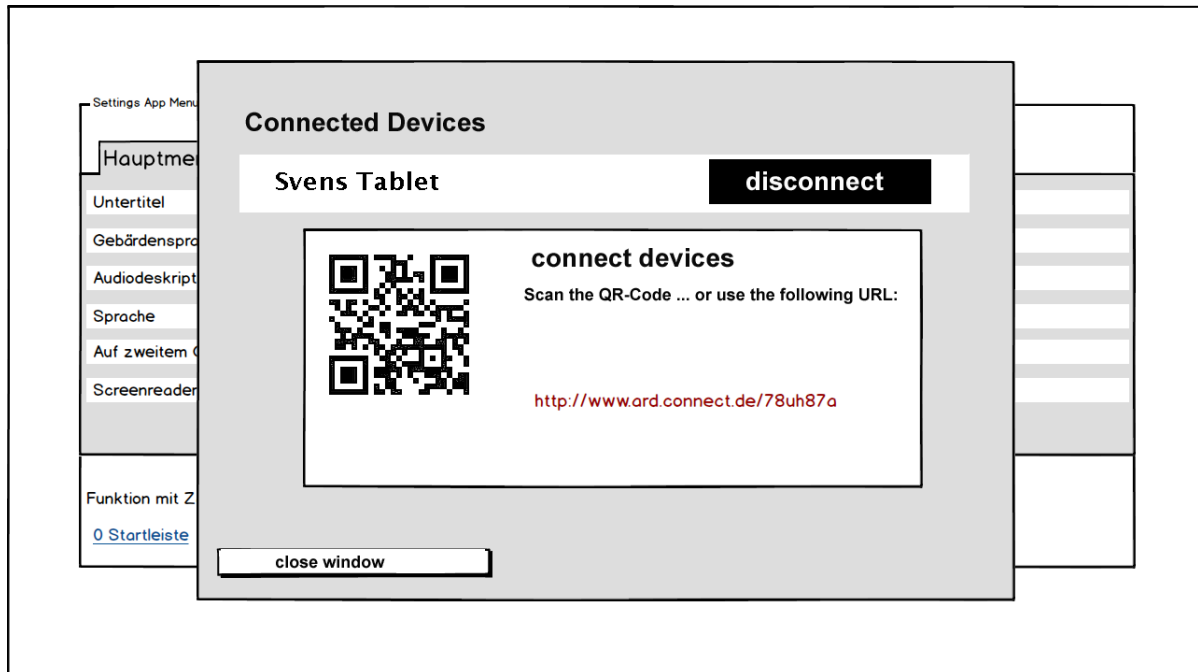 Settings App Menu
Connected Devices
Hauptme
Svens Tablet
disconnect
Untertitel
Gebärdenspra
connect devices
Audiodeskript
Scan the QR-Code ... or use the following URL:
Sprache
Auf zweitem
Screenreader
http://www.ard.connect.de/78uh87a
Funktion mit Z
0 Startleiste
close window